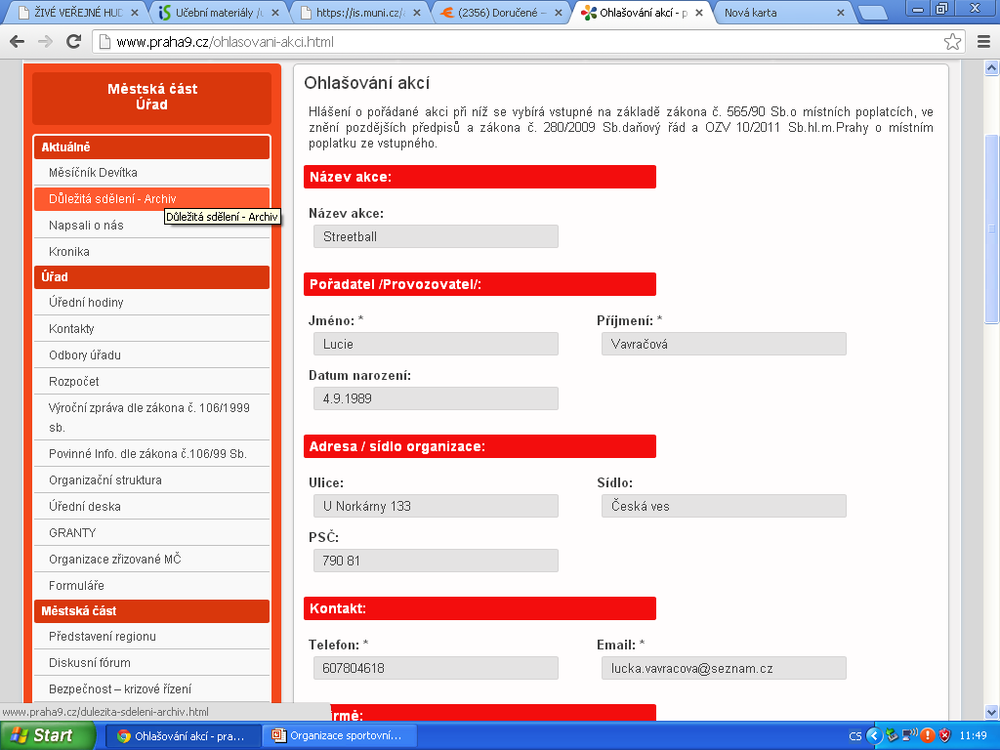 ŽIVÉ VEŘEJNÉ HUD
Učební materiály /u
https://is.muni.cz/a
(2356) Doručené –
Ohlašování akcí - p
Nová karta
www.praha9.cz/ohlasovani-akci.html
Městská část
Úřad
Aktuálně
Měsíčník Devítka
Důležitá sdělení - Archiv
Důležitá sdělení - Archiv
Napsali o nás
Kronika
Úřad
Úřední hodiny
Kontakty
Odbory úřadu
Rozpočet
Výroční zpráva dle zákona č. 106/1999
sb.
Povinné Info. dle zákona č.106/99 Sb.
Organizační struktura
Úřední deska
GRANTY
Organizace zřizované MČ
Formuláře
Městská část
Představení regionu
Diskusní fórum
Bezpečnost – krizové řízení
www.praha9.cz/dulezita-sdeleni-archiv.html
Ohlašování akcí
Hlášení o pořádané akci při níž se vybírá vstupné na základě zákona č. 565/90 Sb.o místních poplatcích, ve
znění pozdějších předpisů a zákona č. 280/2009 Sb.daňový řád a OZV 10/2011 Sb.hl.m.Prahy o místním
poplatku ze vstupného.
Název akce:
Název akce:
Streetball
Pořadatel /Provozovatel/:
Jméno: * Příjmení: *
Lucie Vavračová
Datum narození:
4.9.1989
Adresa / sídlo organizace:
Ulice: Sídlo:
U Norkárny 133 Česká ves
PSČ:
790 81
Kontakt:
Telefon: * Email: *
607804618 lucka.vavracova@seznam.cz
irmě:
Start
Ohlašování akcí - pra...
Organizace sportovní...
CS
11:49